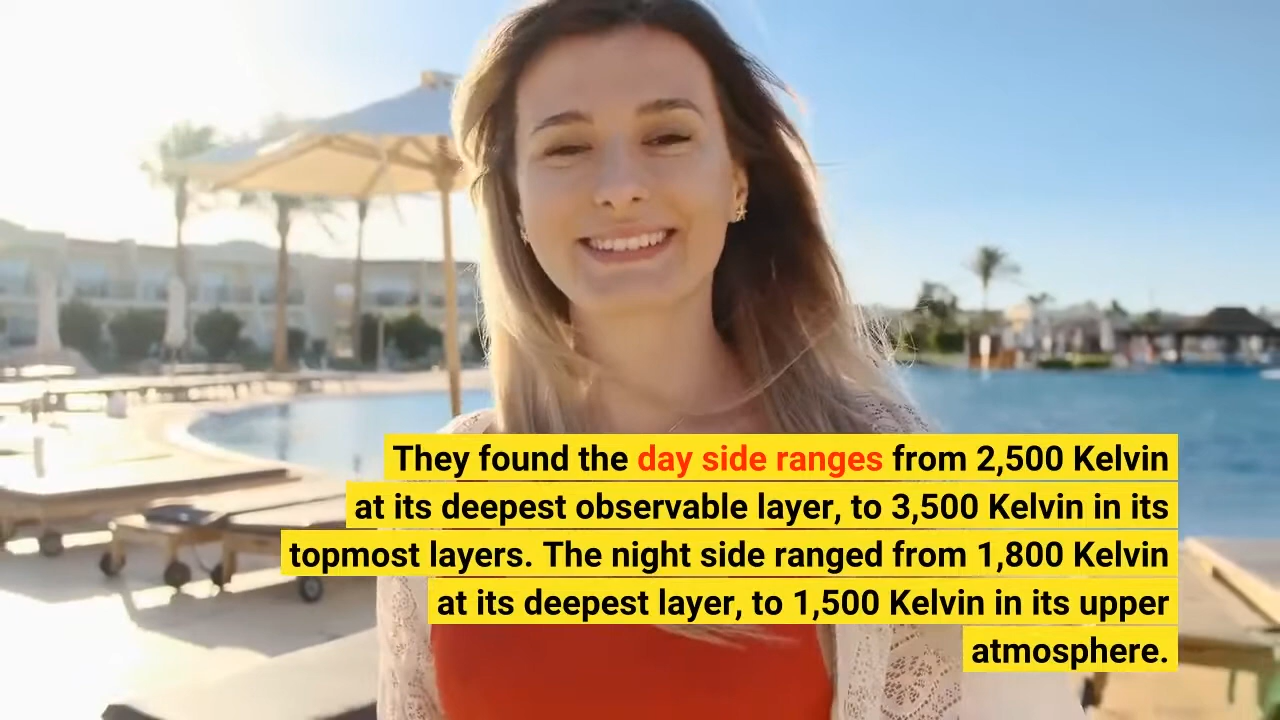 They found the day side ranges from 2,500 Kelvin
at its deepest observable layer, to 3,500 Kelvin in its
topmost layers. The night side ranged from 1,800 Kelvin
at its deepest layer, to 1,500 Kelvin in its upper
atmosphere.